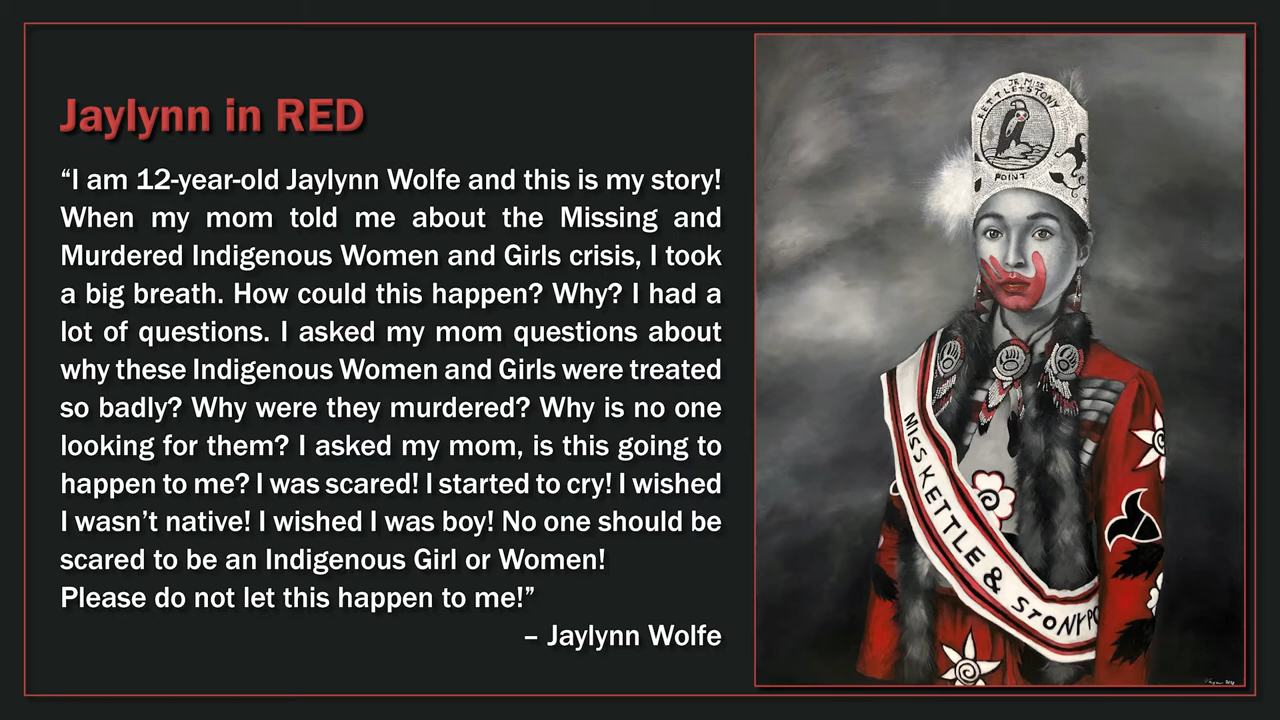 Jaylynn in RED
“I am 12-year-old Jaylynn Wolfe and this is my story!
When my mom told me about the Missing and
Murdered Indigenous Women and Girls crisis, I took
a big breath. How could this happen? Why? I had a
lot of questions. I asked my mom questions about
why these Indigenous Women and Girls were treated
so badly? Why were they murdered? Why is no one
looking for them? I asked my mom, is this going to
happen to me? I was scared! I started to cry! I wished
I wasn’t native! I wished I was boy! No one should be
scared to be an Indigenous Girl or Women!
Please do not let this happen to me!”
– Jaylynn Wolfe
JR MISS
KETTLE & STONY
POINT
MISS KETTLE & STONY PO